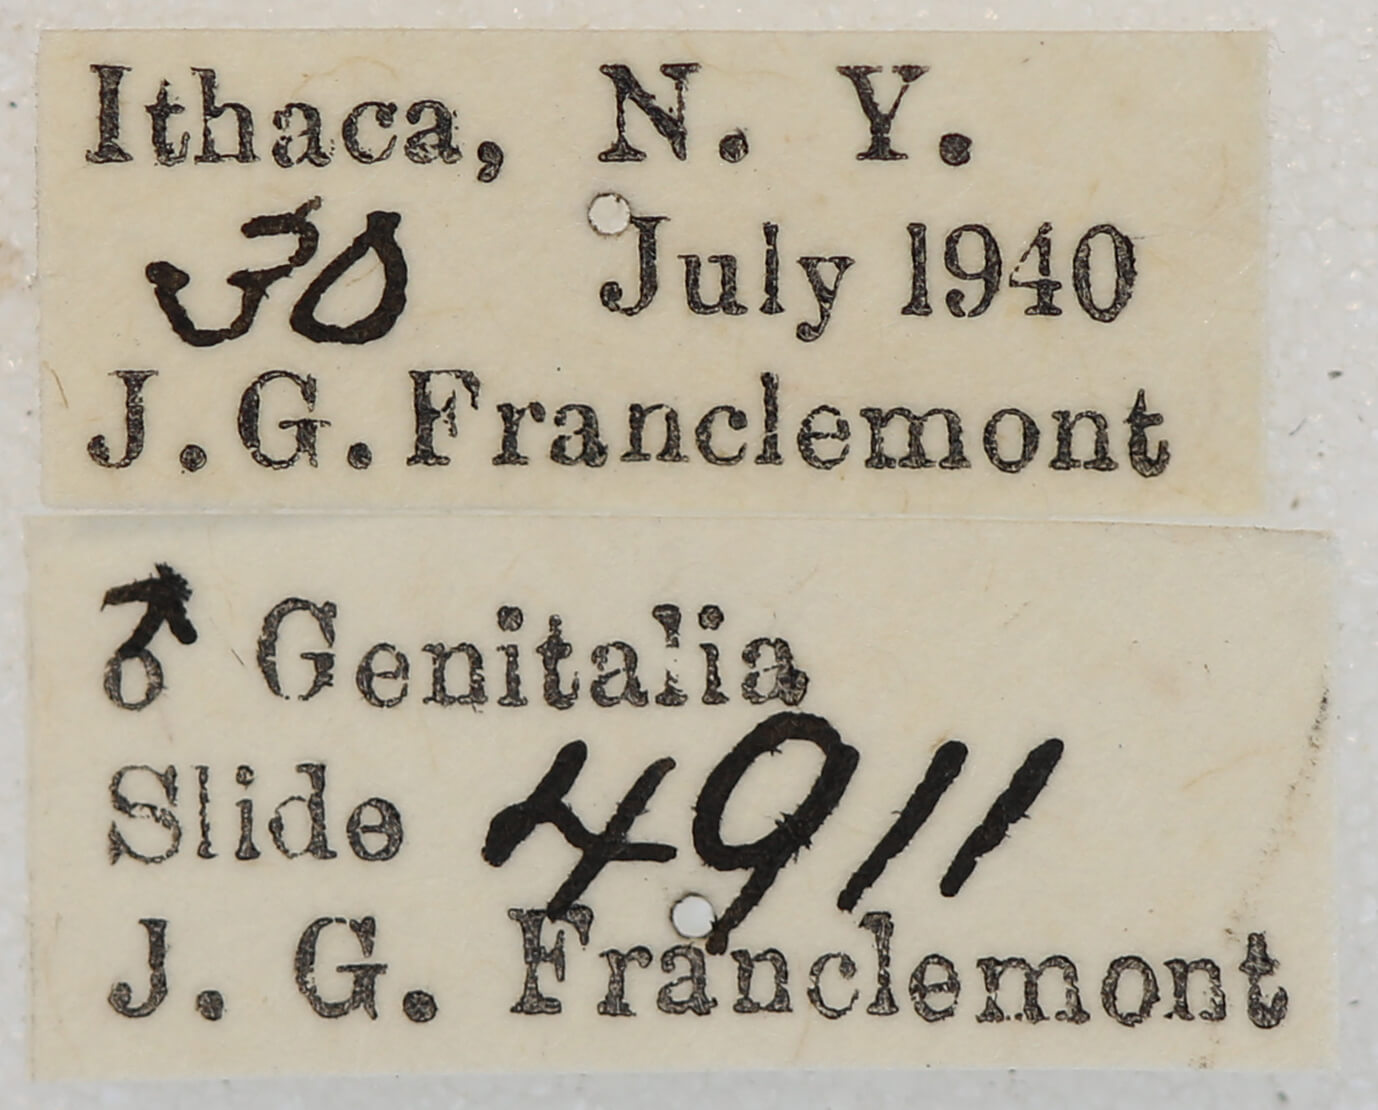 Ithaca, N. Y.
30 July 1940
J. G. Franclemont
♂ Genitalia
Slide 4911
J. G. Franclemont